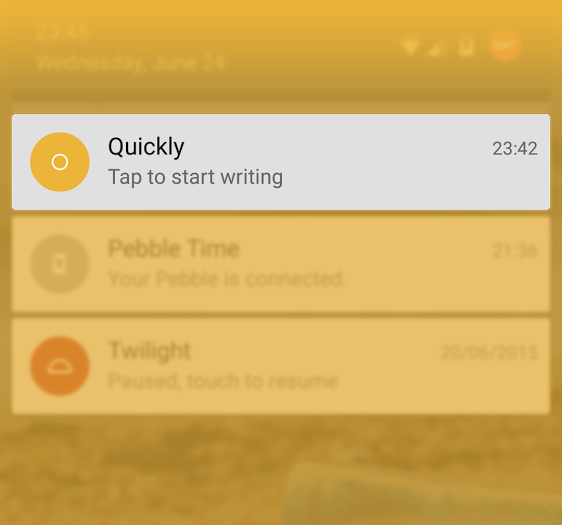 23:45
Wednesday, June 24
Quickly
23:42
Tap to start writing
Pebble Time
21:36
Your Pebble is connected.
Twilight
20/06/2015
Paused, touch to resume